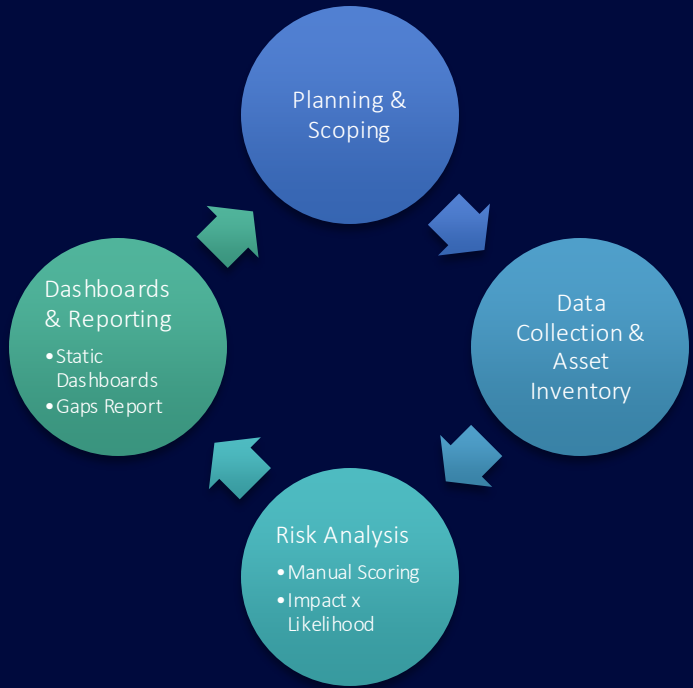 Planning &
Scoping
Data
Collection &
Asset
Inventory
Risk Analysis
•Manual Scoring
•Impact x
Likelihood
Dashboards
& Reporting
•Static
Dashboards
•Gaps Report